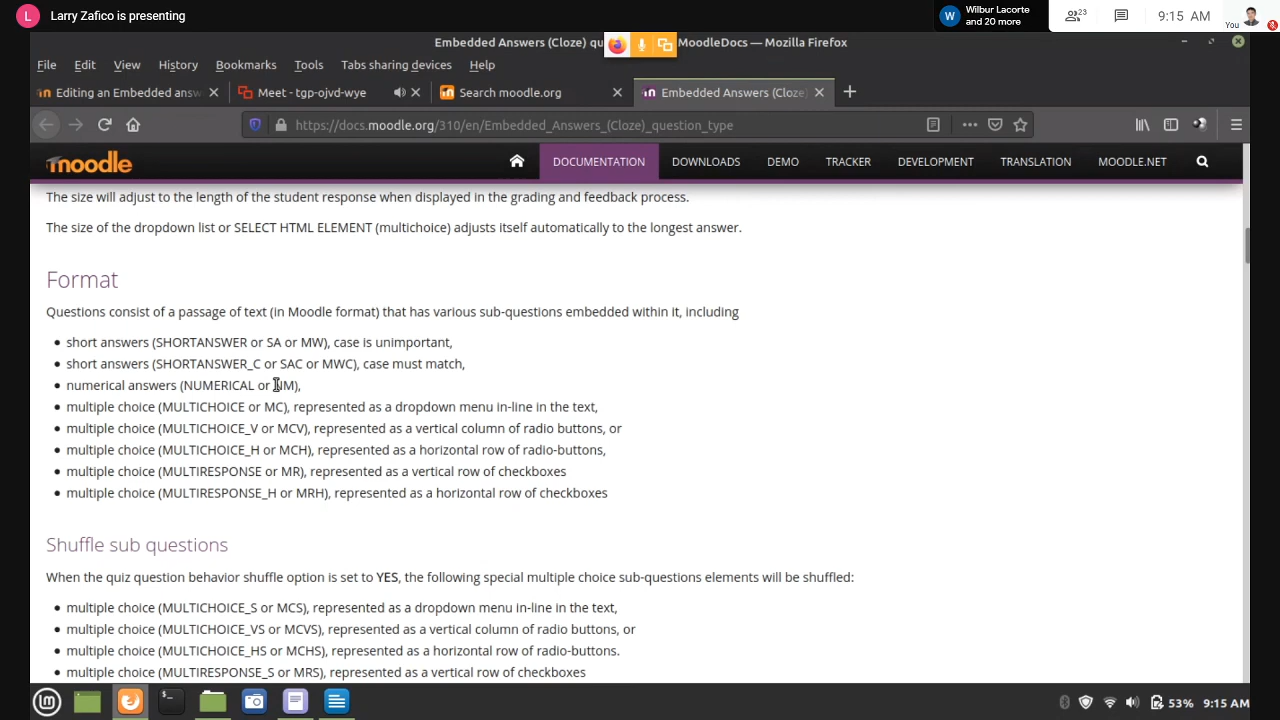 L Larry Zafico is presenting
W Wilbur Lacorte and 20 more
23
9:15 AM
You
Embedded Answers (Cloze) qu MoodleDocs — Mozilla Firefox
File Edit View History Bookmarks Tools Tabs sharing devices Help
Editing an Embedded answ
Meet - tgp-ojvd-wye
Search moodle.org
Embedded Answers (Cloze)
https://docs.moodle.org/310/en/Embedded_Answers_(Cloze)_question_type
moodle
DOCUMENTATION DOWNLOADS DEMO TRACKER DEVELOPMENT TRANSLATION MOODLE.NET
The size will adjust to the length of the student response when displayed in the grading and feedback process.
The size of the dropdown list or SELECT HTML ELEMENT (multichoice) adjusts itself automatically to the longest answer.
Format
Questions consist of a passage of text (in Moodle format) that has various sub-questions embedded within it, including
• short answers (SHORTANSWER or SA or MW), case is unimportant,
• short answers (SHORTANSWER_C or SAC or MWC), case must match,
• numerical answers (NUMERICAL or NM),
• multiple choice (MULTICHOICE or MC), represented as a dropdown menu in-line in the text,
• multiple choice (MULTICHOICE_V or MCV), represented as a vertical column of radio buttons, or
• multiple choice (MULTICHOICE_H or MCH), represented as a horizontal row of radio-buttons,
• multiple choice (MULTIRESPONSE or MR), represented as a vertical row of checkboxes
• multiple choice (MULTIRESPONSE_H or MRH), represented as a horizontal row of checkboxes
Shuffle sub questions
When the quiz question behavior shuffle option is set to YES, the following special multiple choice sub-questions elements will be shuffled:
• multiple choice (MULTICHOICE_S or MCS), represented as a dropdown menu in-line in the text,
• multiple choice (MULTICHOICE_VS or MCVS), represented as a vertical column of radio buttons, or
• multiple choice (MULTICHOICE_HS or MCHS), represented as a horizontal row of radio-buttons.
• multiple choice (MULTIRESPONSE_S or MRS), represented as a vertical row of checkboxes
53% 9:15 AM